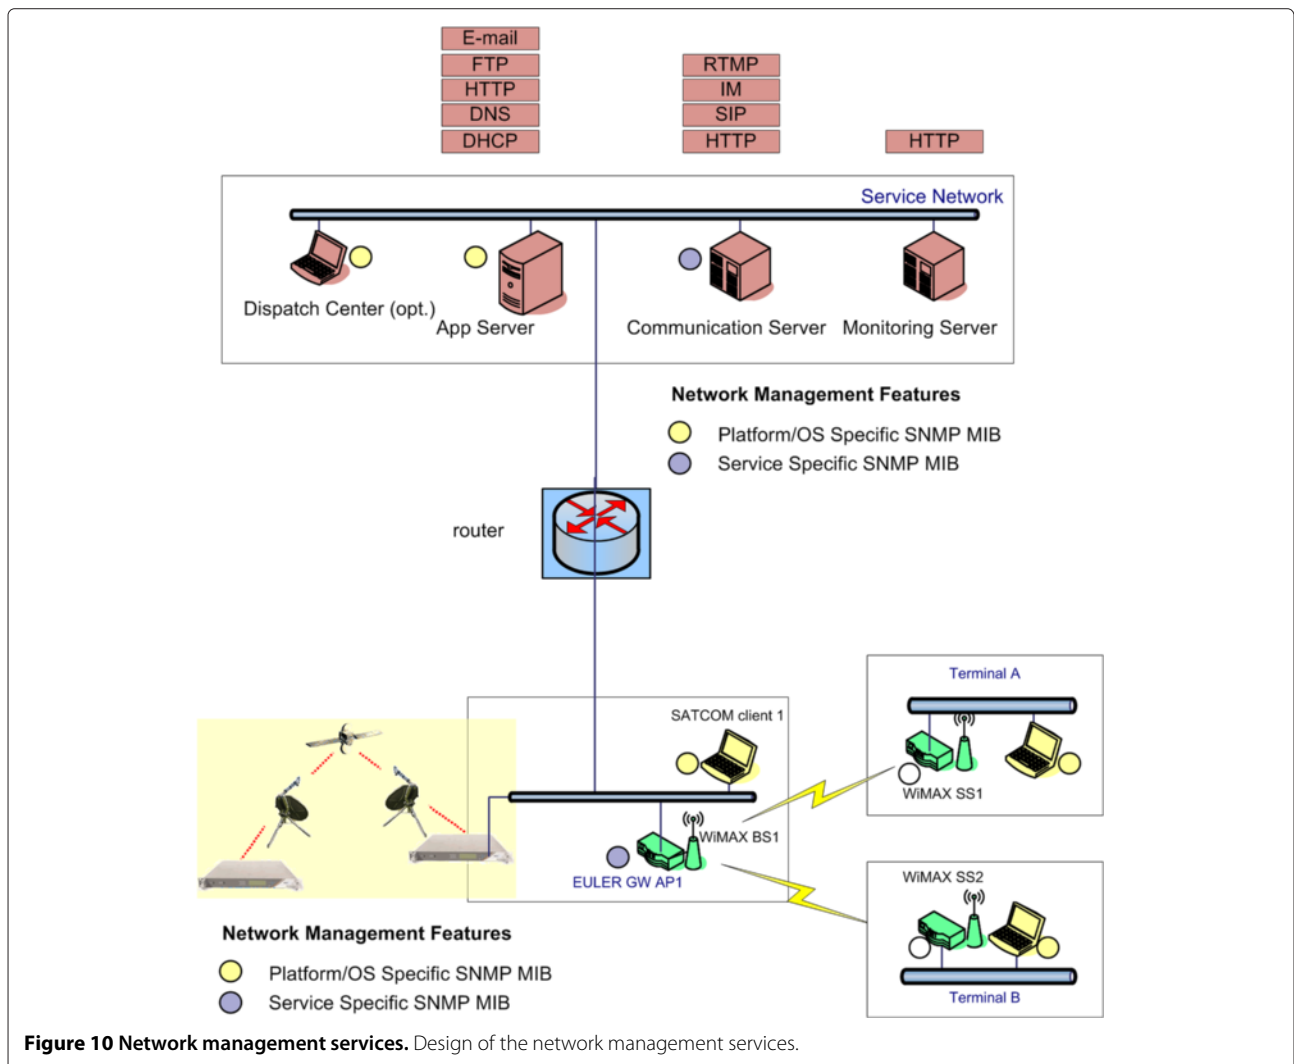 E-mail
FTP
HTTP
DNS
DHCP
RTMP
IM
SIP
HTTP
HTTP
Service Network
Dispatch Center (opt.)
App Server
Communication Server
Monitoring Server
Network Management Features
Platform/OS Specific SNMP MIB
Service Specific SNMP MIB
router
Terminal A
SATCOM client 1
WiMAX SS1
WiMAX BS1
EULER GW AP1
WiMAX SS2
Terminal B
Network Management Features
Platform/OS Specific SNMP MIB
Service Specific SNMP MIB
Figure 10 Network management services. Design of the network management services.